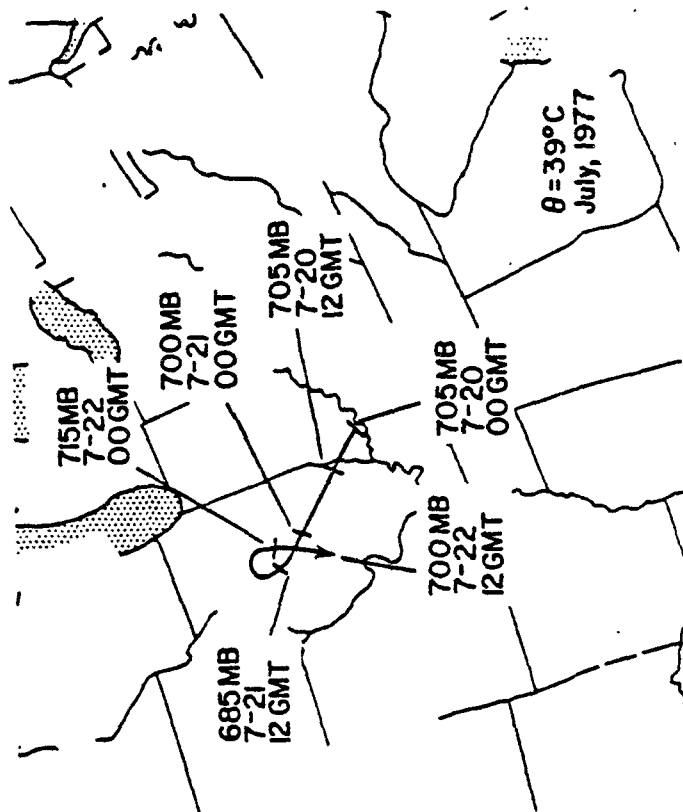 715MB
7-22
00GMT
700MB
7-21
00GMT
705MB
7-20
12GMT
θ=39°C
July, 1977
685MB
7-21
12GMT
700MB
7-22
12GMT
705MB
7-20
00GMT